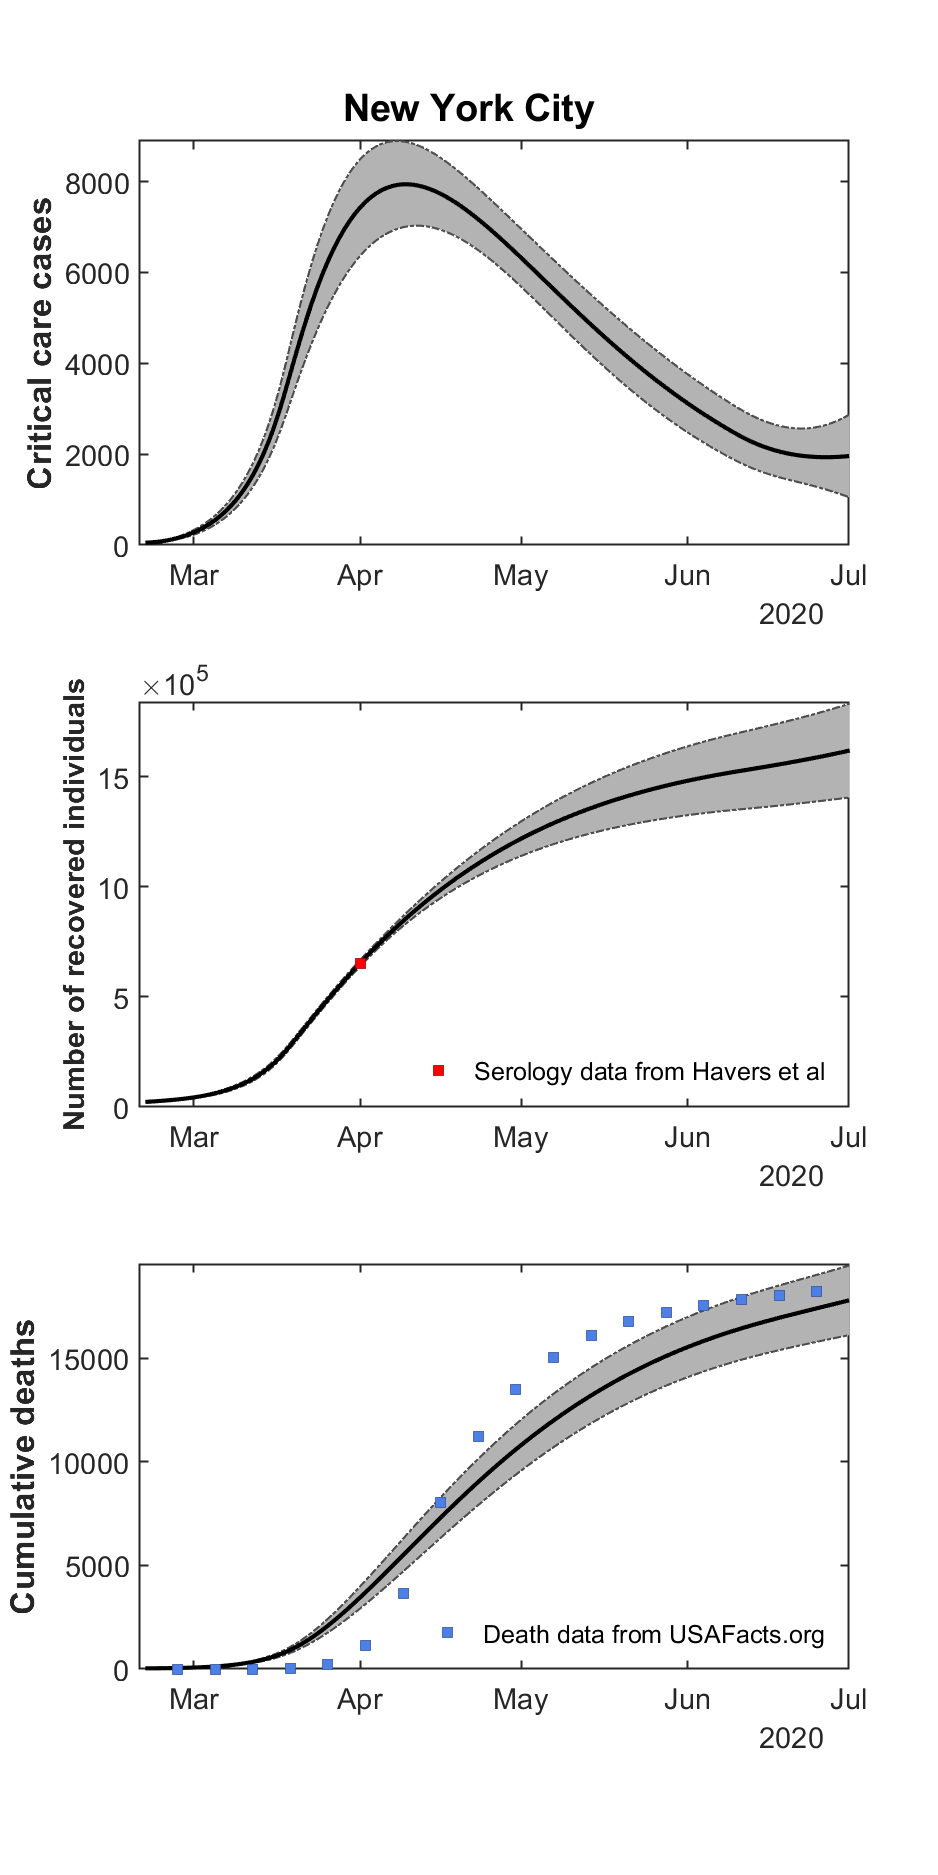 New York City
Critical care cases
8000
6000
4000
2000
0
Mar Apr May Jun Jul
2020
×10⁵
Number of recovered individuals
15
10
5
0
Serology data from Havers et al
Mar Apr May Jun Jul
2020
Cumulative deaths
15000
10000
5000
0
Death data from USAFacts.org
Mar Apr May Jun Jul
2020